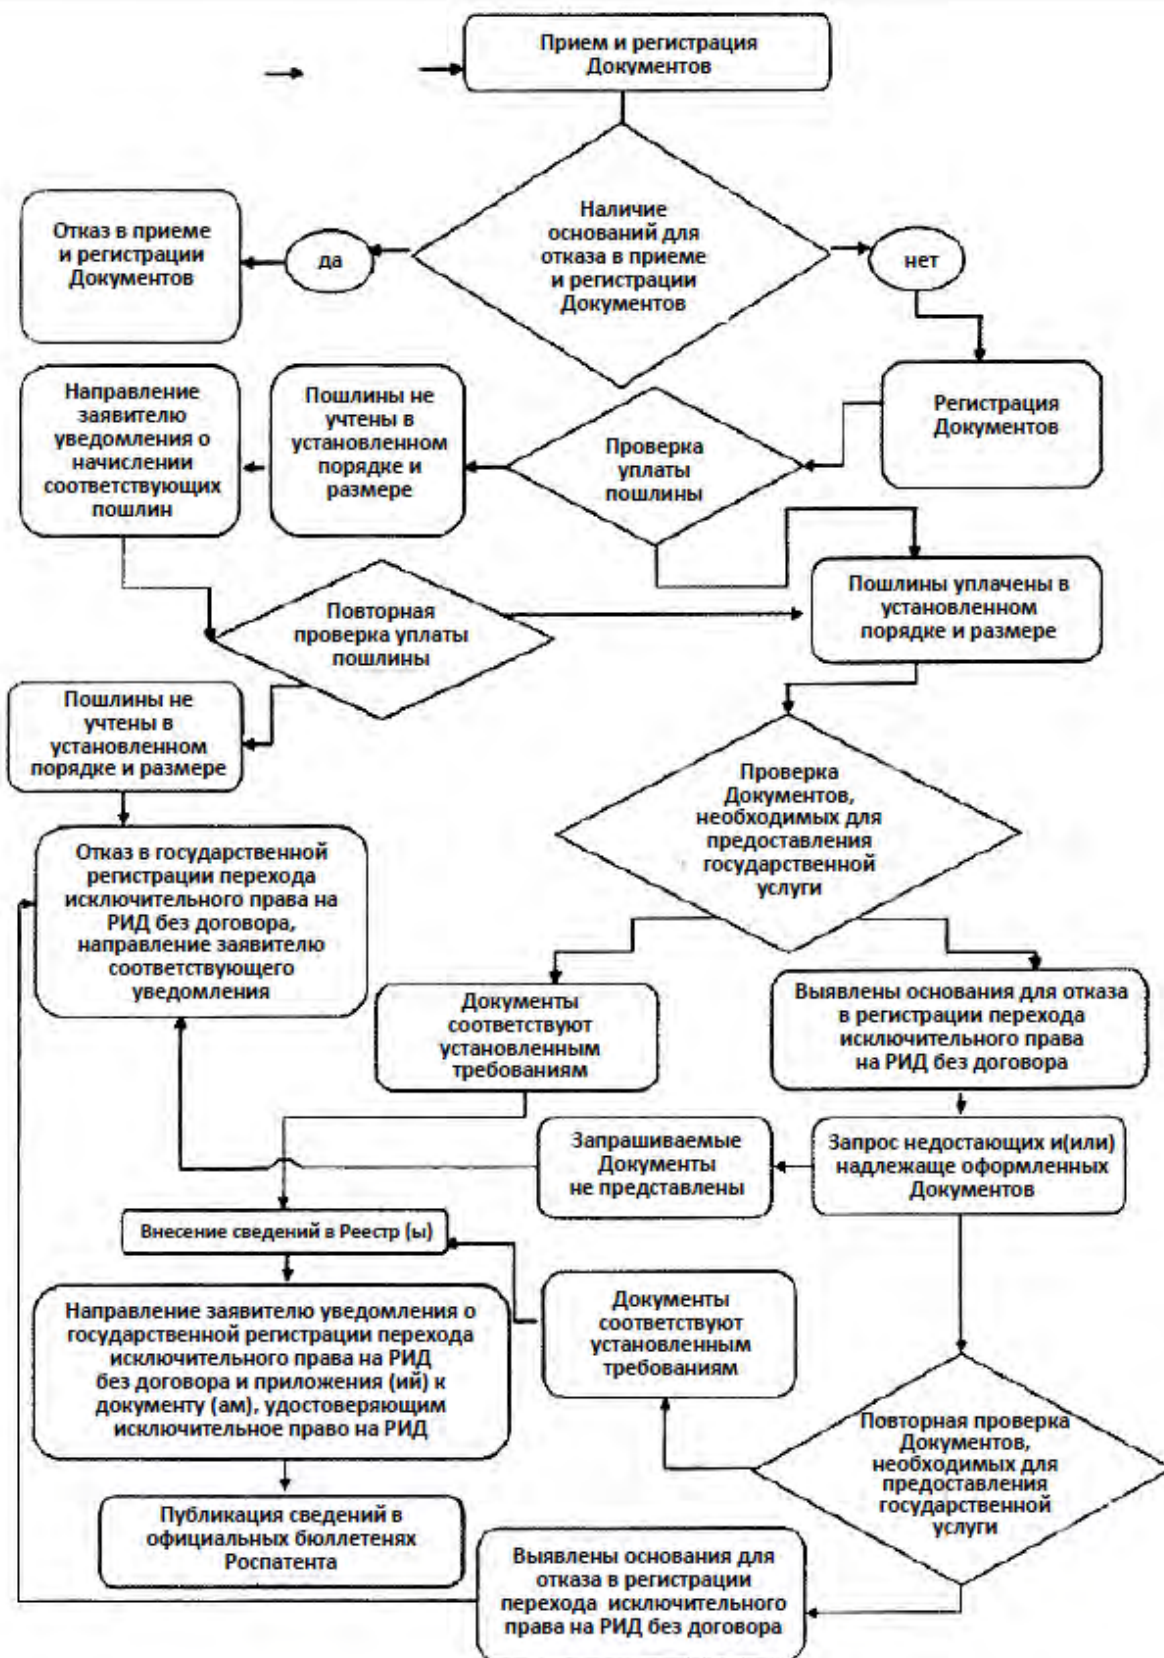 Прием и регистрация
Документов
Наличие
оснований для
отказа в приеме
и регистрации
Документов
да
нет
Отказ в приеме
и регистрации
Документов
Регистрация
Документов
Проверка
уплаты
пошлины
Пошлины не
учтены в
установленном
порядке и
размере
Направление
заявителю
уведомления о
начислении
соответствующих
пошлин
Повторная
проверка уплаты
пошлины
Пошлины уплачены в
установленном
порядке и размере
Пошлины не
учтены в
установленном
порядке и размере
Проверка
Документов,
необходимых для
предоставления
государственной
услуги
Отказ в государственной
регистрации перехода
исключительного права на
РИД без договора,
направление заявителю
соответствующего
уведомления
Документы
соответствуют
установленным
требованиям
Выявлены основания для отказа
в регистрации перехода
исключительного права
на РИД без договора
Запрашиваемые
Документы
не представлены
Запрос недостающих и(или)
надлежаще оформленных
Документов
Внесение сведений в Реестр (ы)
Направление заявителю уведомления о
государственной регистрации перехода
исключительного права на РИД
без договора и приложения (ий) к
документу (ам), удостоверяющим
исключительное право на РИД
Документы
соответствуют
установленным
требованиям
Повторная проверка
Документов,
необходимых для
предоставления
государственной
услуги
Публикация сведений в
официальных бюллетенях
Роспатента
Выявлены основания для
отказа в регистрации
перехода исключительного
права на РИД без договора